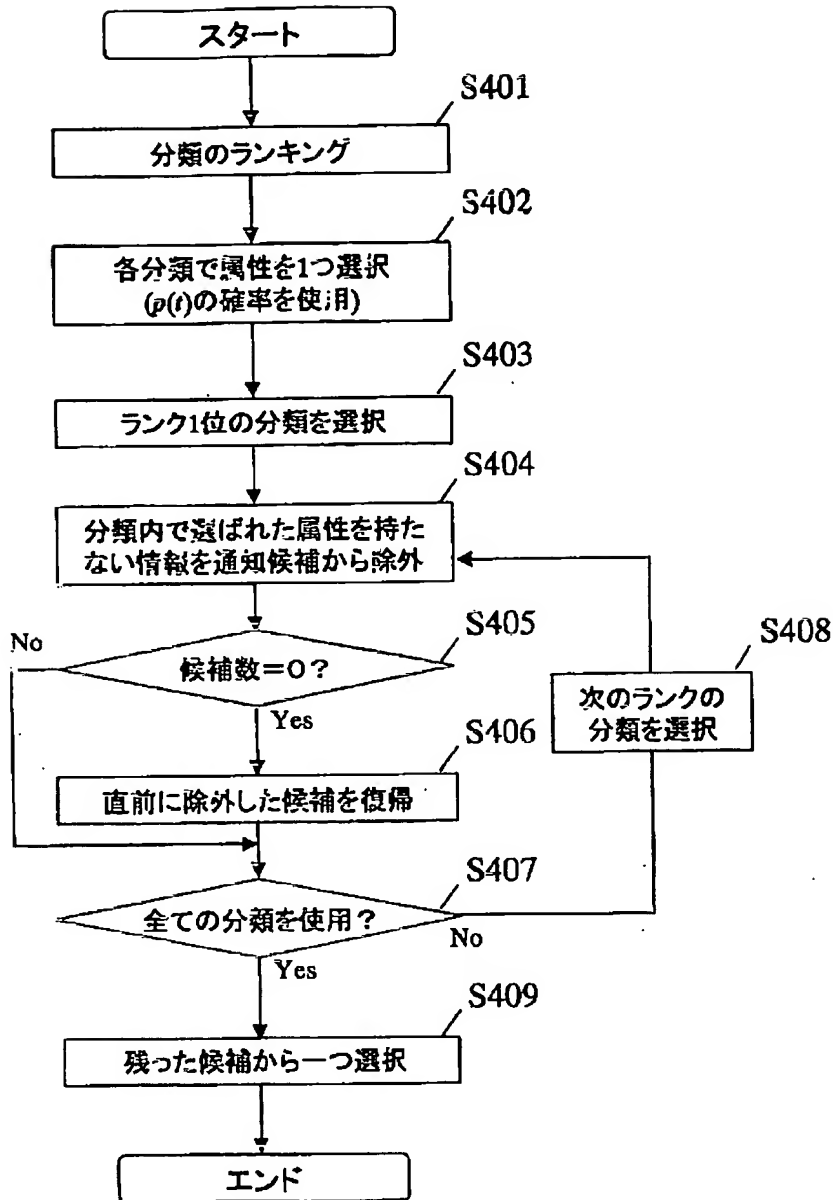 スタート
S401
分類のランキング
S402
各分類で属性を1つ選択
(p(t)の確率を使用)
S403
ランク1位の分類を選択
S404
分類内で選ばれた属性を持た
ない情報を通知候補から除外
S405
No
候補数=0?
Yes
S408
次のランクの
分類を選択
S406
直前に除外した候補を復帰
S407
全ての分類を使用?
No
Yes
S409
残った候補から一つ選択
エンド